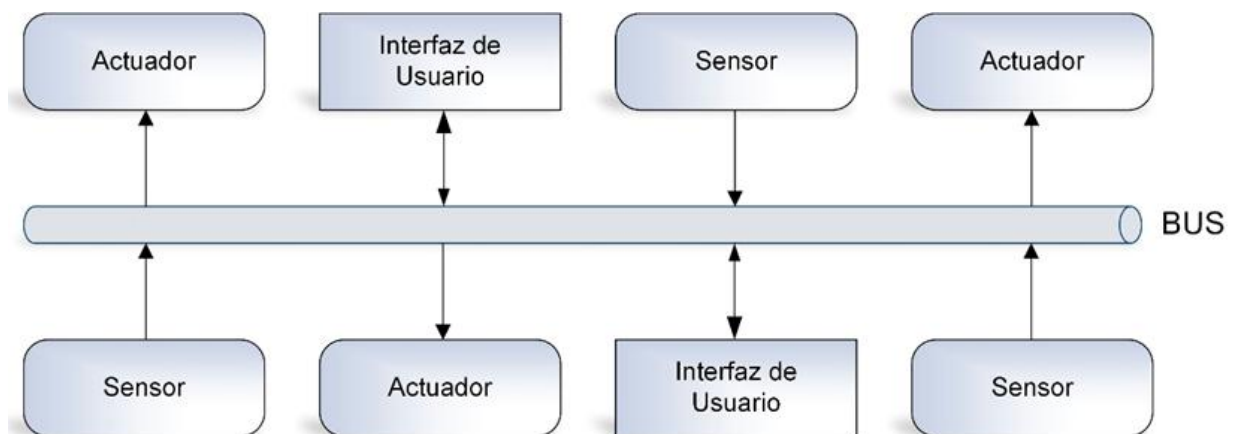 Actuador
Interfaz de
Usuario
Sensor
Actuador
BUS
Sensor
Actuador
Interfaz de
Usuario
Sensor